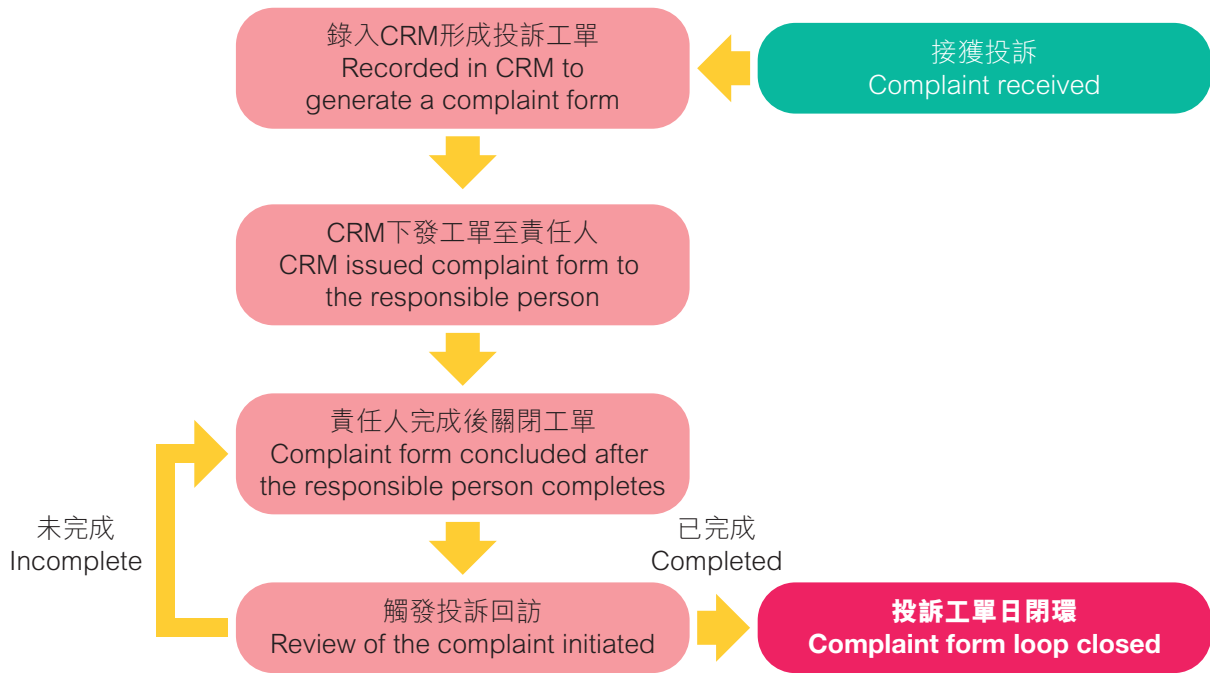 接獲投訴
Complaint received
錄入CRM形成投訴工單
Recorded in CRM to
generate a complaint form
CRM下發工單至責任人
CRM issued complaint form to
the responsible person
責任人完成後關閉工單
Complaint form concluded after
the responsible person completes
未完成
Incomplete
已完成
Completed
觸發投訴回訪
Review of the complaint initiated
投訴工單日閉環
Complaint form loop closed